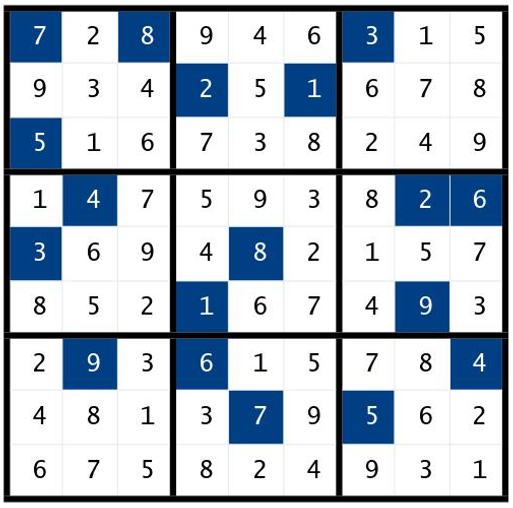 7 2 8 9 4 6 3 1 5
9 3 4 2 5 1 6 7 8
5 1 6 7 3 8 2 4 9
1 4 7 5 9 3 8 2 6
3 6 9 4 8 2 1 5 7
8 5 2 1 6 7 4 9 3
2 9 3 6 1 5 7 8 4
4 8 1 3 7 9 5 6 2
6 7 5 8 2 4 9 3 1